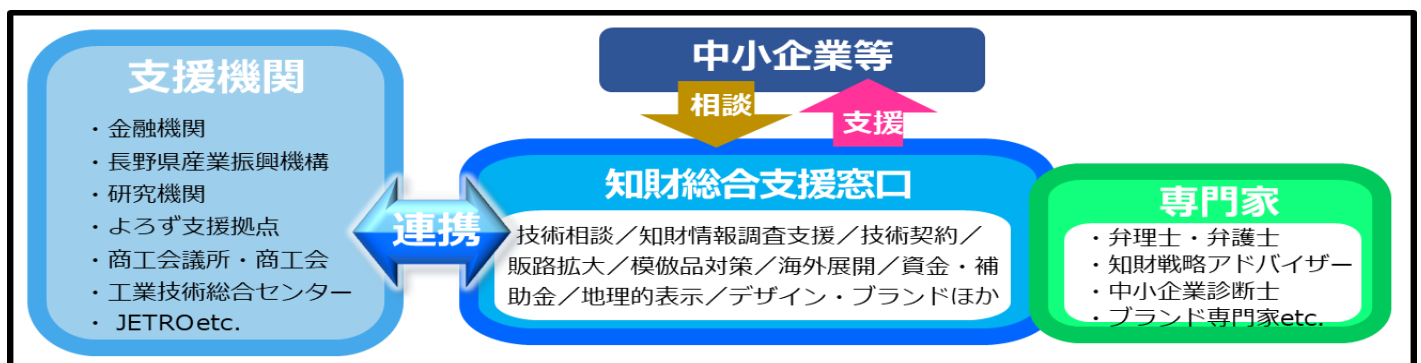 支援機関
・金融機関
・長野県産業振興機構
・研究機関
・よろず支援拠点
・商工会議所・商工会
・工業技術総合センター
・JETROetc.
連携
中小企業等
相談
支援
知財総合支援窓口
技術相談／知財情報調査支援／技術契約／
販路拡大／模倣品対策／海外展開／資金・補
助金／地理的表示／デザイン・ブランドほか
専門家
・弁理士・弁護士
・知財戦略アドバイザー
・中小企業診断士
・ブランド専門家etc.